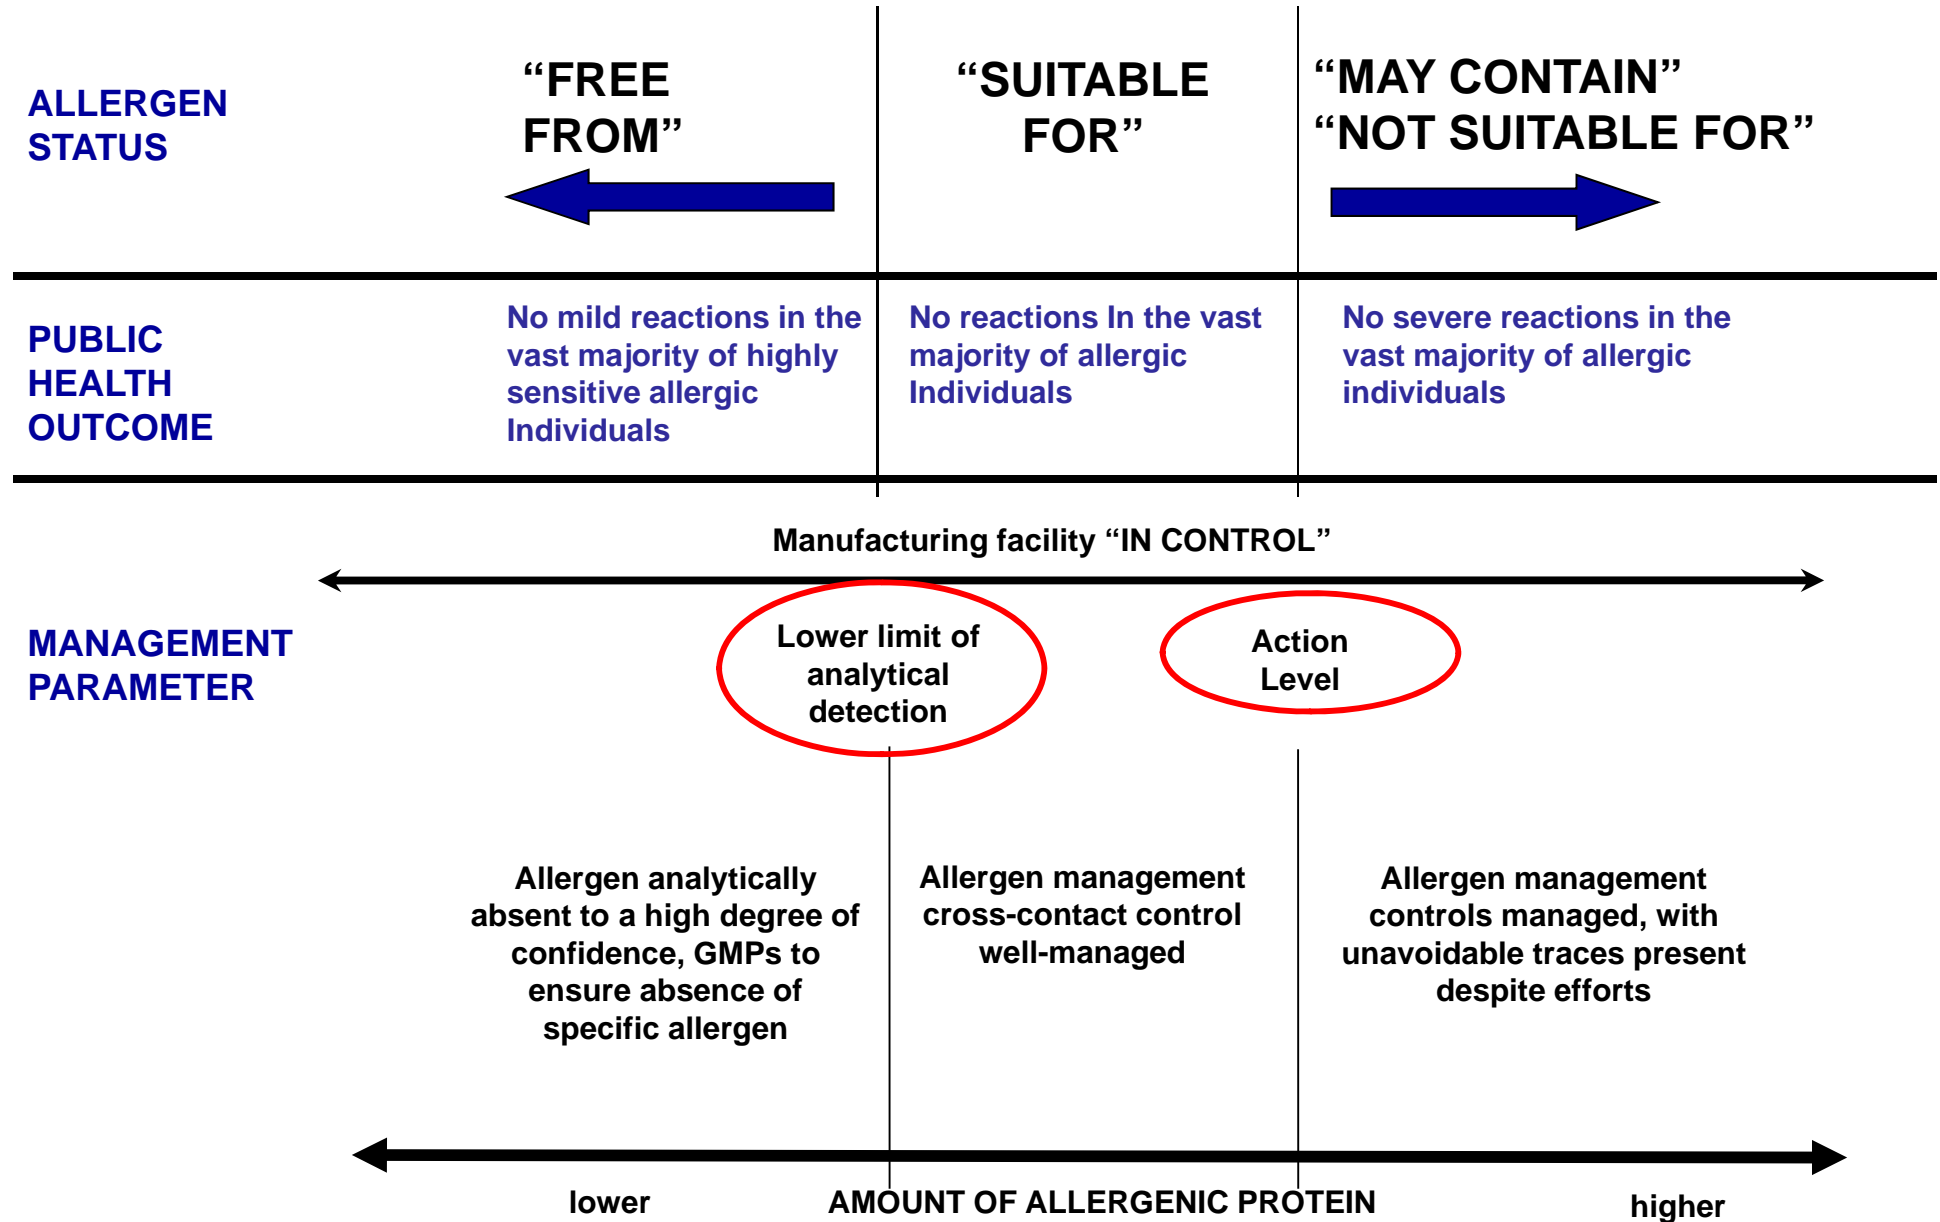 ALLERGEN
STATUS
“FREE
FROM”
“SUITABLE
FOR”
“MAY CONTAIN”
“NOT SUITABLE FOR”
PUBLIC
HEALTH
OUTCOME
No mild reactions in the
vast majority of highly
sensitive allergic
Individuals
No reactions In the vast
majority of allergic
Individuals
No severe reactions in the
vast majority of allergic
individuals
Manufacturing facility “IN CONTROL”
MANAGEMENT
PARAMETER
Lower limit of
analytical
detection
Action
Level
Allergen analytically
absent to a high degree of
confidence, GMPs to
ensure absence of
specific allergen
Allergen management
cross-contact control
well-managed
Allergen management
controls managed, with
unavoidable traces present
despite efforts
lower
AMOUNT OF ALLERGENIC PROTEIN
higher